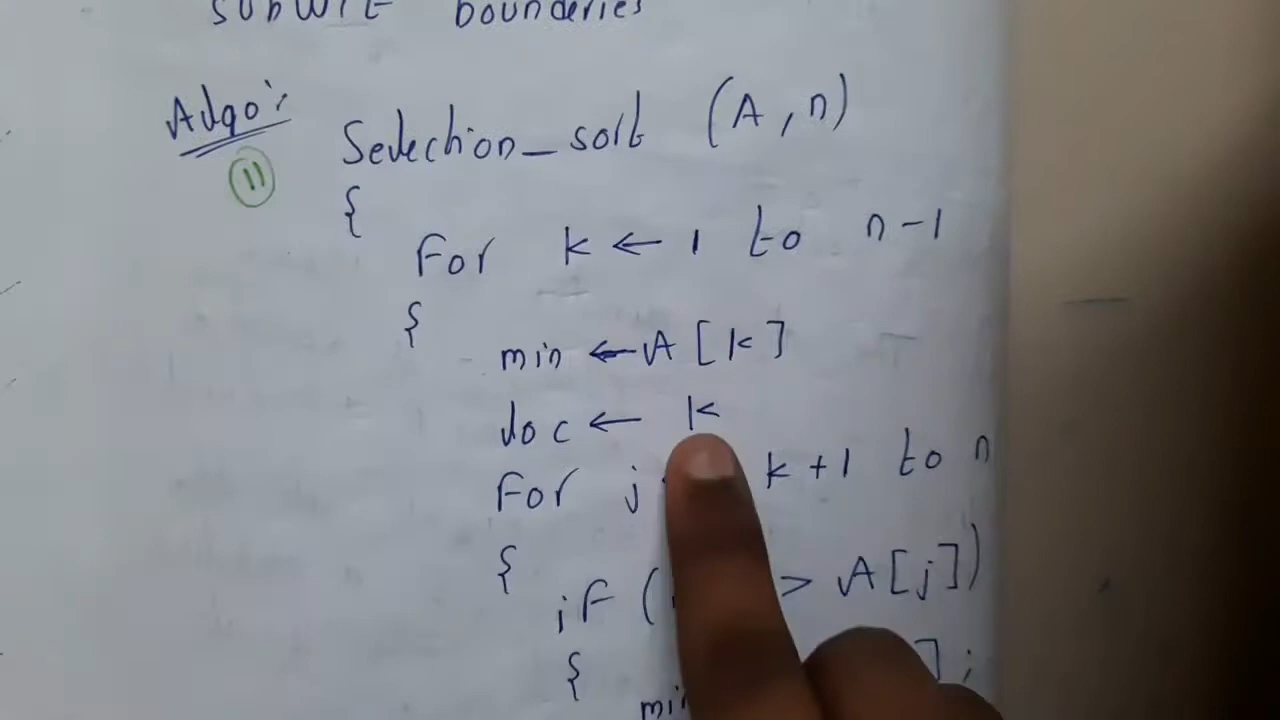 boundaries
Algo:
11
Selection_sort (A, n)
{
For k ← 1 to n-1
{
min ← A[k]
loc ← k
For j k+1 to n
{
if ( > A[j])
{
];